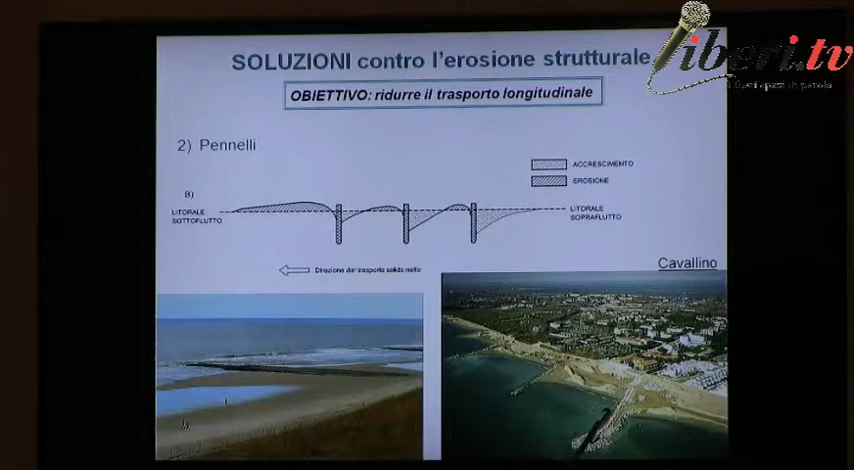 SOLUZIONI contro l'erosione strutturale
liberi.tv
OBIETTIVO: ridurre il trasporto longitudinale
2) Pennelli
ACCRESCIMENTO
EROSIONE
B)
LITORALE
SOTTOFLUTTO
LITORALE
SOPRAFLUTTO
Direzione del trasporto solido netto
Cavallino